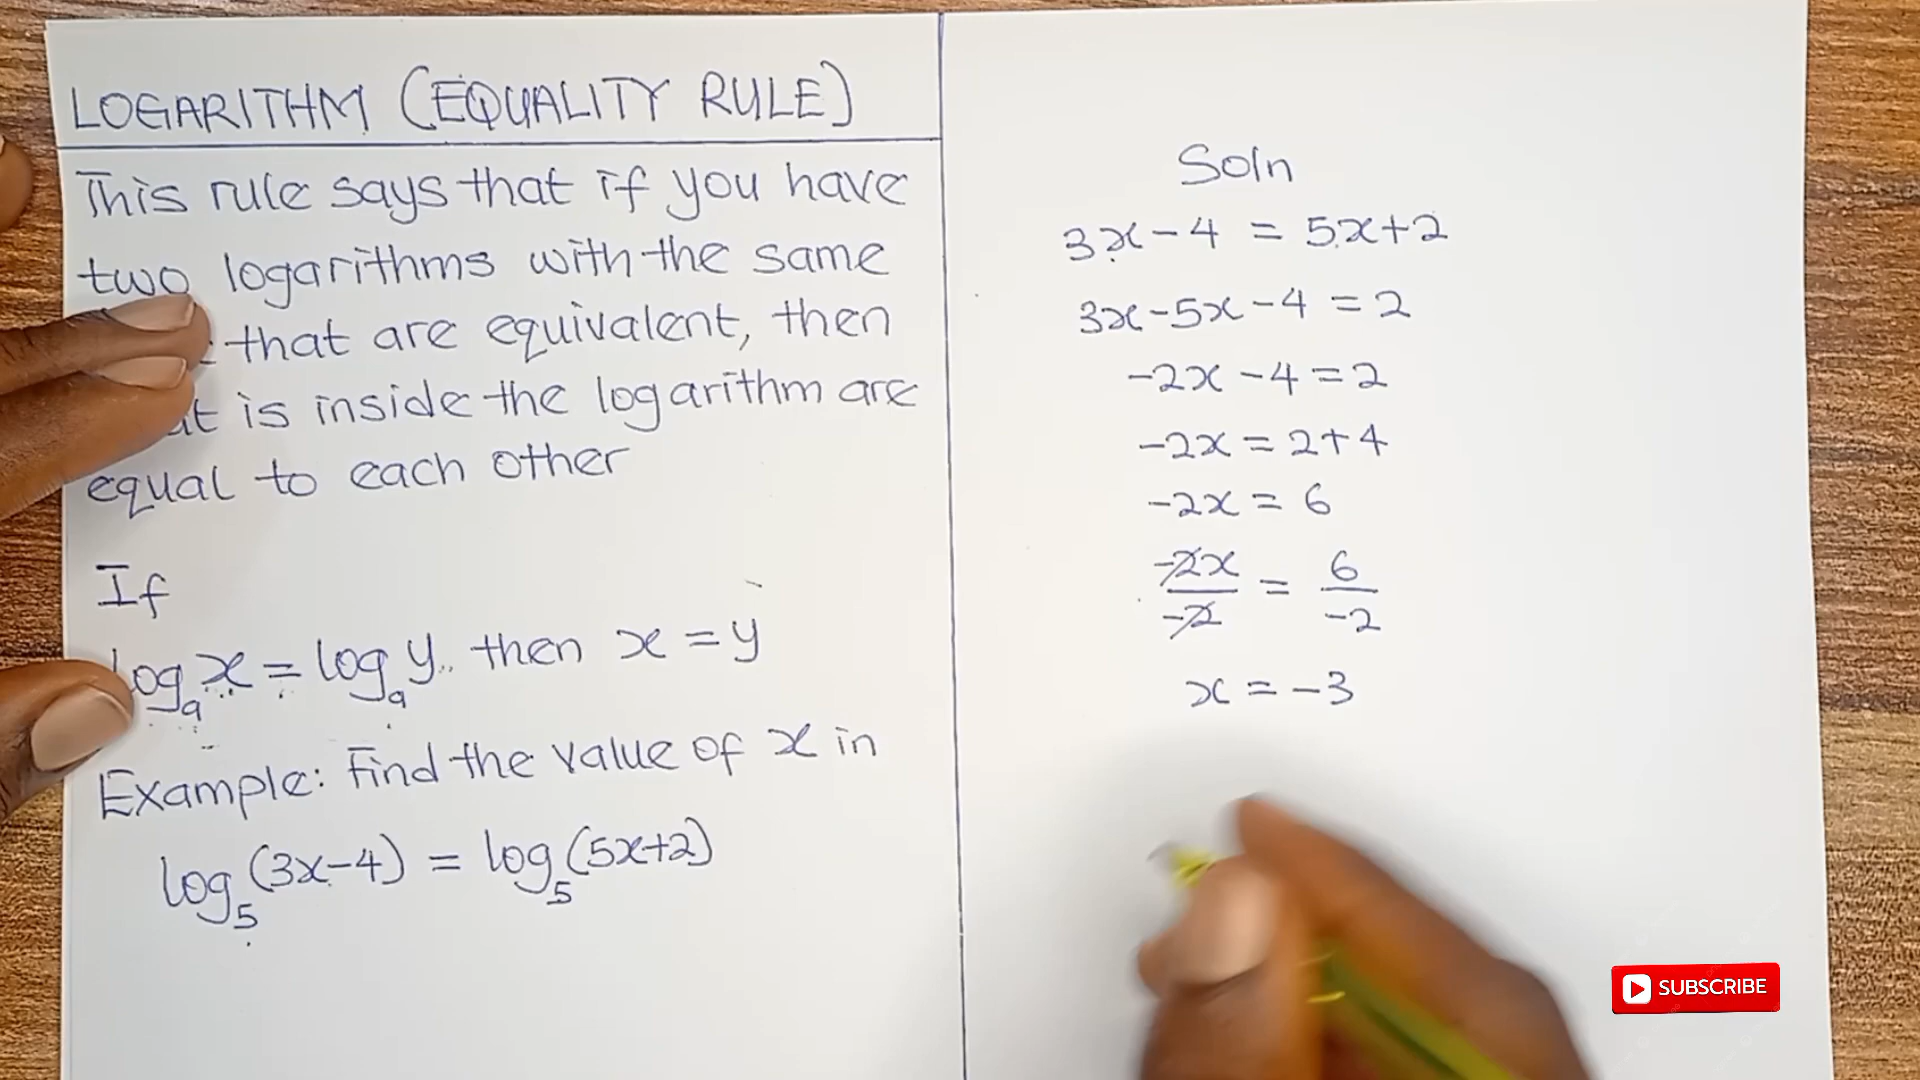 LOGARITHM (EQUALITY RULE)
This rule says that if you have
two logarithms with the same
that are equivalent, then
is inside the logarithm are
equal to each other
If
logₐx = logₐy, then x = y
Example: Find the value of x in
log₅(3x-4) = log₅(5x+2)
Soln
3x - 4 = 5x+2
3x - 5x - 4 = 2
-2x - 4 = 2
-2x = 2+4
-2x = 6
-2x/-2 = 6/-2
x = -3
SUBSCRIBE